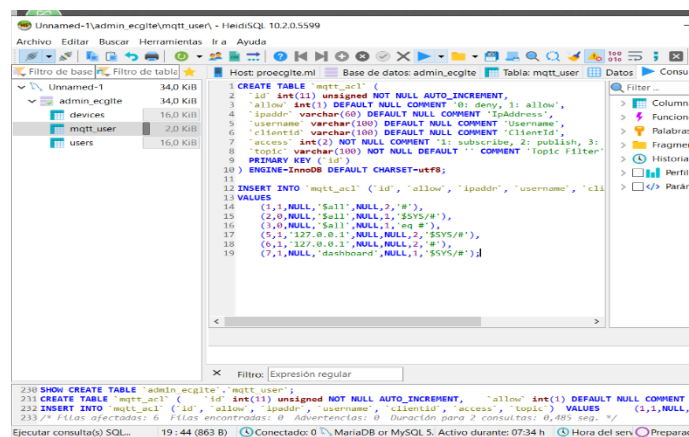 Unnamed-1\admin_ecglte\mqtt_user\ - HeidiSQL 10.2.0.5599
Archivo Editar Buscar Herramientas Ir a Ayuda
Filtro de base Filtro de tabla Host: proecglte.ml Base de datos: admin_ecglte Tabla: mqtt_user Datos Consu
Unnamed-1 34,0 KiB
admin_ecglte 34,0 KiB
devices 16,0 KiB
mqtt_user 2,0 KiB
users 16,0 KiB
1 CREATE TABLE `mqtt_acl` (
2 `id` int(11) unsigned NOT NULL AUTO_INCREMENT,
3 `allow` int(1) DEFAULT NULL COMMENT '0: deny, 1: allow',
4 `ipaddr` varchar(60) DEFAULT NULL COMMENT 'IpAddress',
5 `username` varchar(100) DEFAULT NULL COMMENT 'Username',
6 `clientid` varchar(100) DEFAULT NULL COMMENT 'ClientId',
7 `access` int(2) NOT NULL COMMENT '1: subscribe, 2: publish, 3:
8 `topic` varchar(100) NOT NULL DEFAULT '' COMMENT 'Topic Filter'
9 PRIMARY KEY (`id`)
10 ) ENGINE=InnoDB DEFAULT CHARSET=utf8;
11
12 INSERT INTO `mqtt_acl` (`id`, `allow`, `ipaddr`, `username`, `cli
13 VALUES
14 (1,1,NULL,'$all',NULL,2,'#'),
15 (2,0,NULL,'$all',NULL,1,'$SYS/#'),
16 (3,0,NULL,'$all',NULL,1,'eq #'),
17 (5,1,'127.0.0.1',NULL,NULL,2,'$SYS/#'),
18 (6,1,'127.0.0.1',NULL,NULL,2,'#'),
19 (7,1,NULL,'dashboard',NULL,1,'$SYS/#');
Filter ...
Column
Funcion
Palabras
Fragmen
Historia
Perfil
Parár
Filtro: Expresión regular
230 SHOW CREATE TABLE `admin_ecglte`.`mqtt_user`;
231 CREATE TABLE `mqtt_acl` ( `id` int(11) unsigned NOT NULL AUTO_INCREMENT, `allow` int(1) DEFAULT NULL COMMENT
232 INSERT INTO `mqtt_acl` (`id`, `allow`, `ipaddr`, `username`, `clientid`, `access`, `topic`) VALUES (1,1,NULL,
233 /* Filas afectadas: 6 Filas encontradas: 0 Advertencias: 0 Duración para 2 consultas: 0,485 seg. */
Ejecutar consulta(s) SQL... 19 : 44 (863 B) Conectado: 0 MariaDB or MySQL 5. Activo durante: 07:34 h Hora del serv Preparac